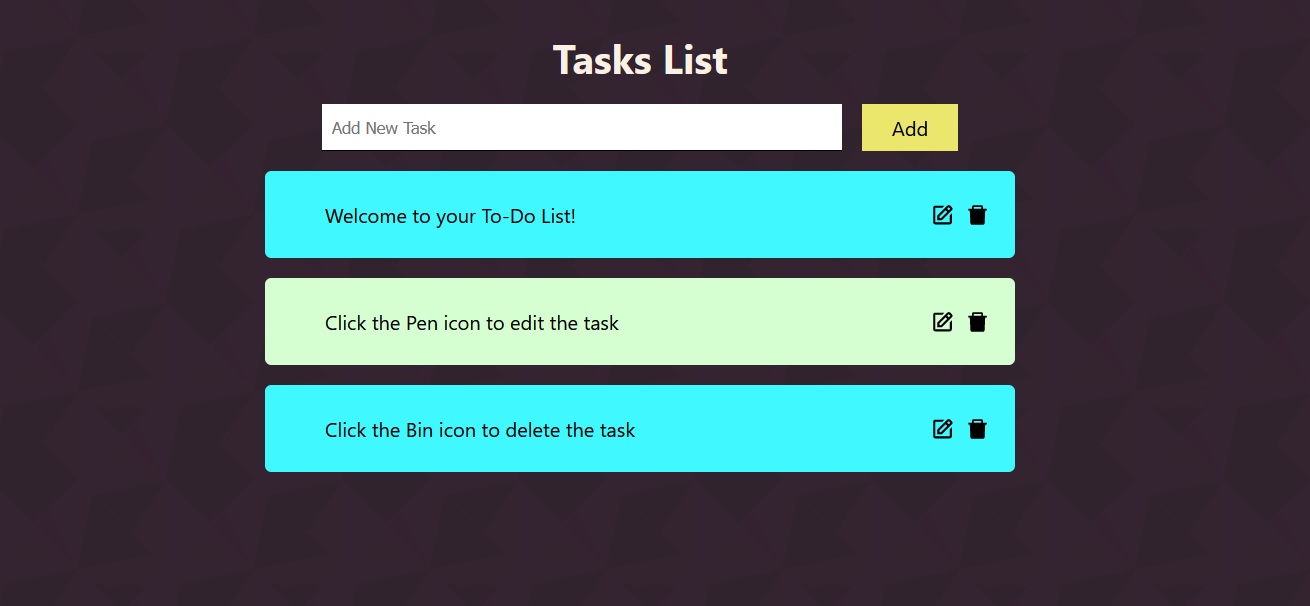 Tasks List
Add New Task
Add
Welcome to your To-Do List!
Click the Pen icon to edit the task
Click the Bin icon to delete the task